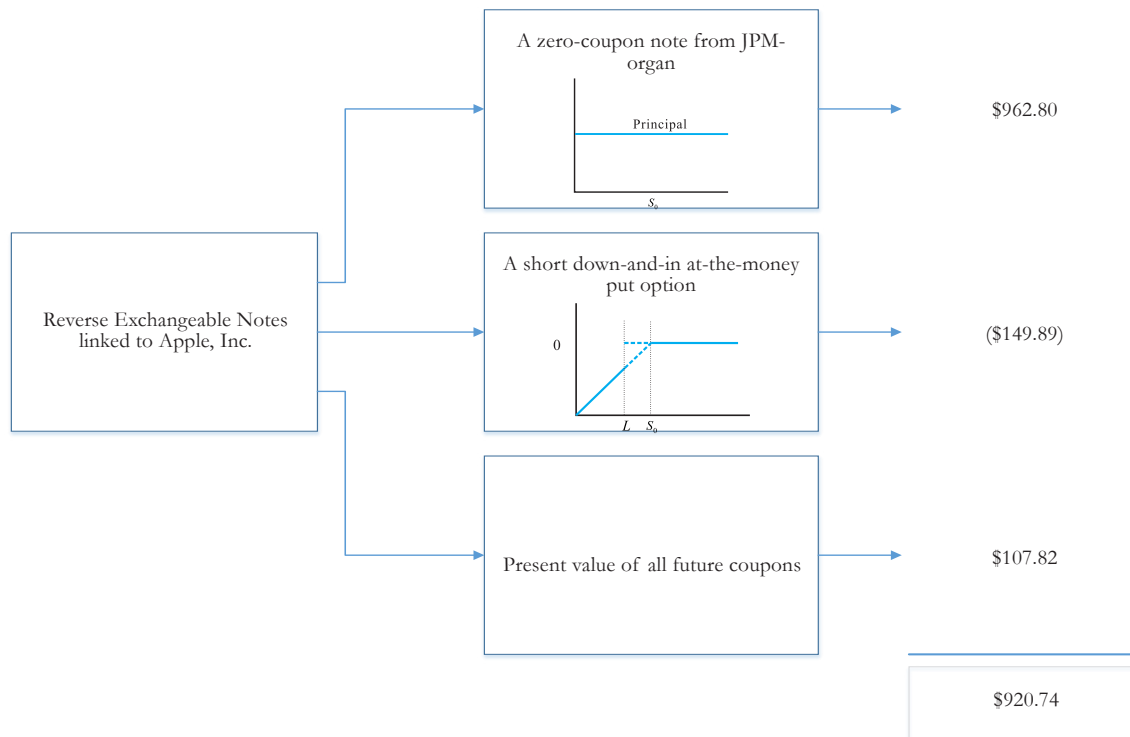 A zero-coupon note from JPM-
organ
Principal
S₀
$962.80
Reverse Exchangeable Notes
linked to Apple, Inc.
A short down-and-in at-the-money
put option
0
L S₀
($149.89)
Present value of all future coupons
$107.82
$920.74